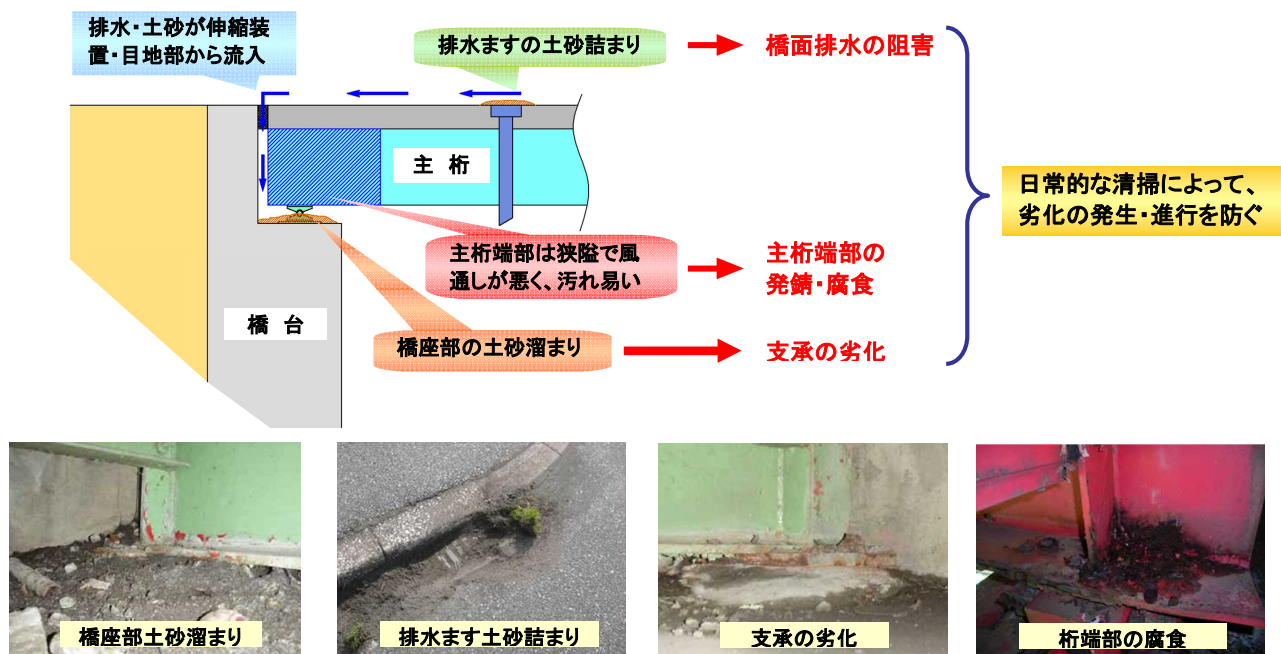 排水・土砂が伸縮装
置・目地部から流入
排水ますの土砂詰まり
橋面排水の阻害
主 桁
日常的な清掃によって、
劣化の発生・進行を防ぐ
主桁端部は狭隘で風
通しが悪く、汚れ易い
主桁端部の
発錆・腐食
橋 台
橋座部の土砂溜まり
支承の劣化
橋座部土砂溜まり
排水ます土砂詰まり
支承の劣化
桁端部の腐食